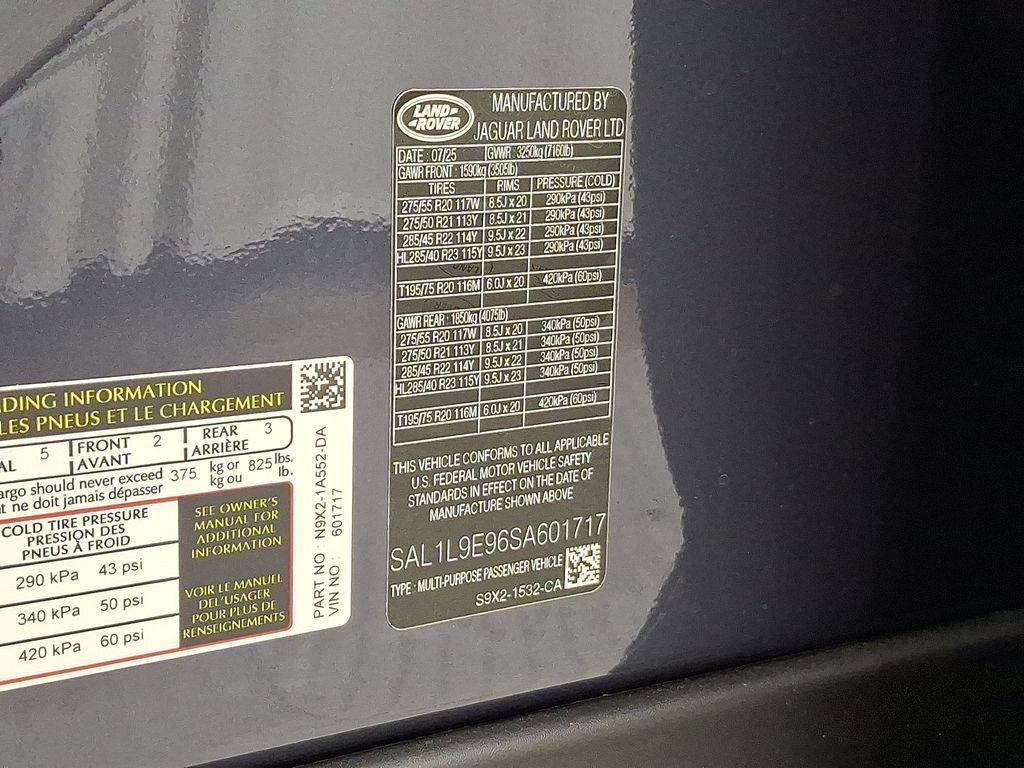 LAND-
-ROVER
MANUFACTURED BY
JAGUAR LAND ROVER LTD
DATE : 07/25 GVWR : 3250kg (7160lb)
GAWR FRONT : 1590kg (3505lb)
TIRES RIMS PRESSURE (COLD)
275/55 R20 117W 8.5J x 20 290kPa (43psi)
275/50 R21 113Y 8.5J x 21 290kPa (43psi)
285/45 R22 114Y 9.5J x 22 290kPa (43psi)
HL285/40 R23 115Y 9.5J x 23 290kPa (43psi)
T195/75 R20 116M 6.0J x 20 420kPa (60psi)
GAWR REAR : 1850kg (4075lb)
275/55 R20 117W 8.5J x 20 340kPa (50psi)
275/50 R21 113Y 8.5J x 21 340kPa (50psi)
285/45 R22 114Y 9.5J x 22 340kPa (50psi)
HL285/40 R23 115Y 9.5J x 23 340kPa (50psi)
T195/75 R20 116M 6.0J x 20 420kPa (60psi)
THIS VEHICLE CONFORMS TO ALL APPLICABLE
U.S. FEDERAL MOTOR VEHICLE SAFETY
STANDARDS IN EFFECT ON THE DATE OF
MANUFACTURE SHOWN ABOVE
SAL1L9E96SA601717
TYPE : MULTI-PURPOSE PASSENGER VEHICLE
S9X2-1532-CA
DING INFORMATION
LES PNEUS ET LE CHARGEMENT
AL 5 FRONT 2 REAR 3
AVANT ARRIÈRE
argo should never exceed 375 kg or 825 lbs.
t ne doit jamais dépasser kg ou lb.
COLD TIRE PRESSURE
PRESSION DES
PNEUS À FROID
290 kPa 43 psi
340 kPa 50 psi
420 kPa 60 psi
SEE OWNER'S
MANUAL FOR
ADDITIONAL
INFORMATION
VOIR LE MANUEL
DEL'USAGER
POUR PLUS DE
RENSEIGNEMENTS
PART NO : N9X2-1A552-DA
VIN NO : 601717